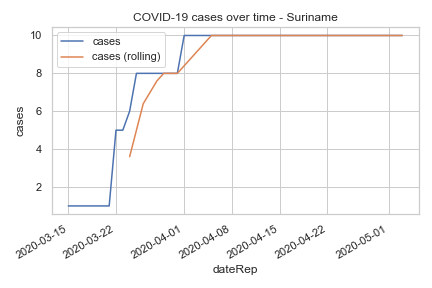 COVID-19 cases over time - Suriname
cases
cases (rolling)
10
8
6
4
2
cases
2020-03-15
2020-03-22
2020-04-01
2020-04-08
2020-04-15
2020-04-22
2020-05-01
dateRep